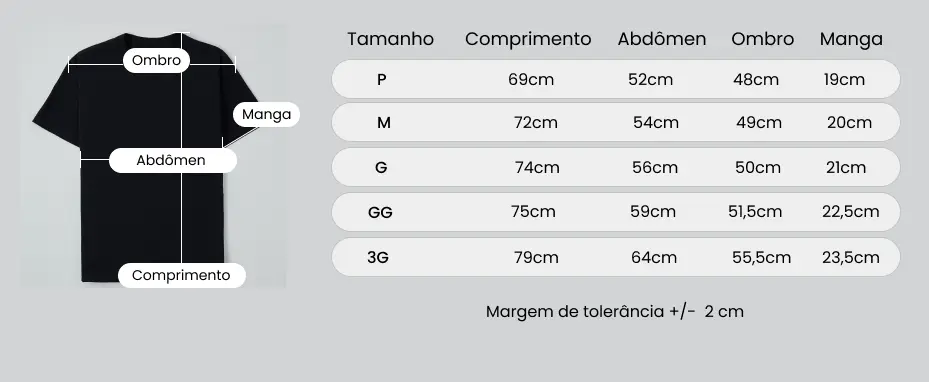 Ombro
Manga
Abdômen
Comprimento
Tamanho Comprimento Abdômen Ombro Manga
P 69cm 52cm 48cm 19cm
M 72cm 54cm 49cm 20cm
G 74cm 56cm 50cm 21cm
GG 75cm 59cm 51,5cm 22,5cm
3G 79cm 64cm 55,5cm 23,5cm
Margem de tolerância +/- 2 cm